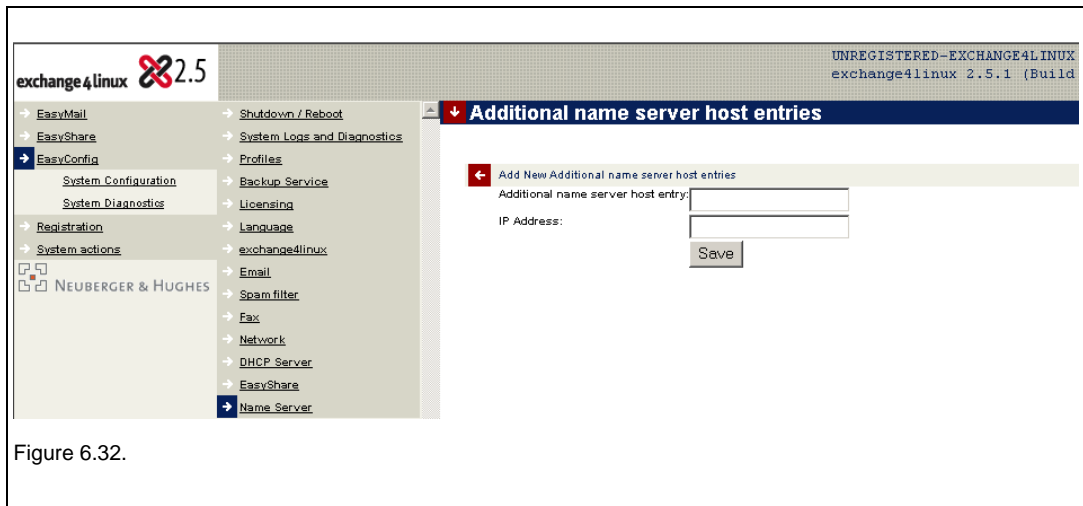 exchange4linux 2.5
UNREGISTERED-EXCHANGE4LINUX
exchange4linux 2.5.1 (Build
EasyMail
EasyShare
EasyConfig
System Configuration
System Diagnostics
Registration
System actions
NEUBERGER & HUGHES
Shutdown / Reboot
System Logs and Diagnostics
Profiles
Backup Service
Licensing
Language
exchange4linux
Email
Spam filter
Fax
Network
DHCP Server
EasyShare
Name Server
Additional name server host entries
Add New Additional name server host entries
Additional name server host entry:
IP Address:
Save
Figure 6.32.